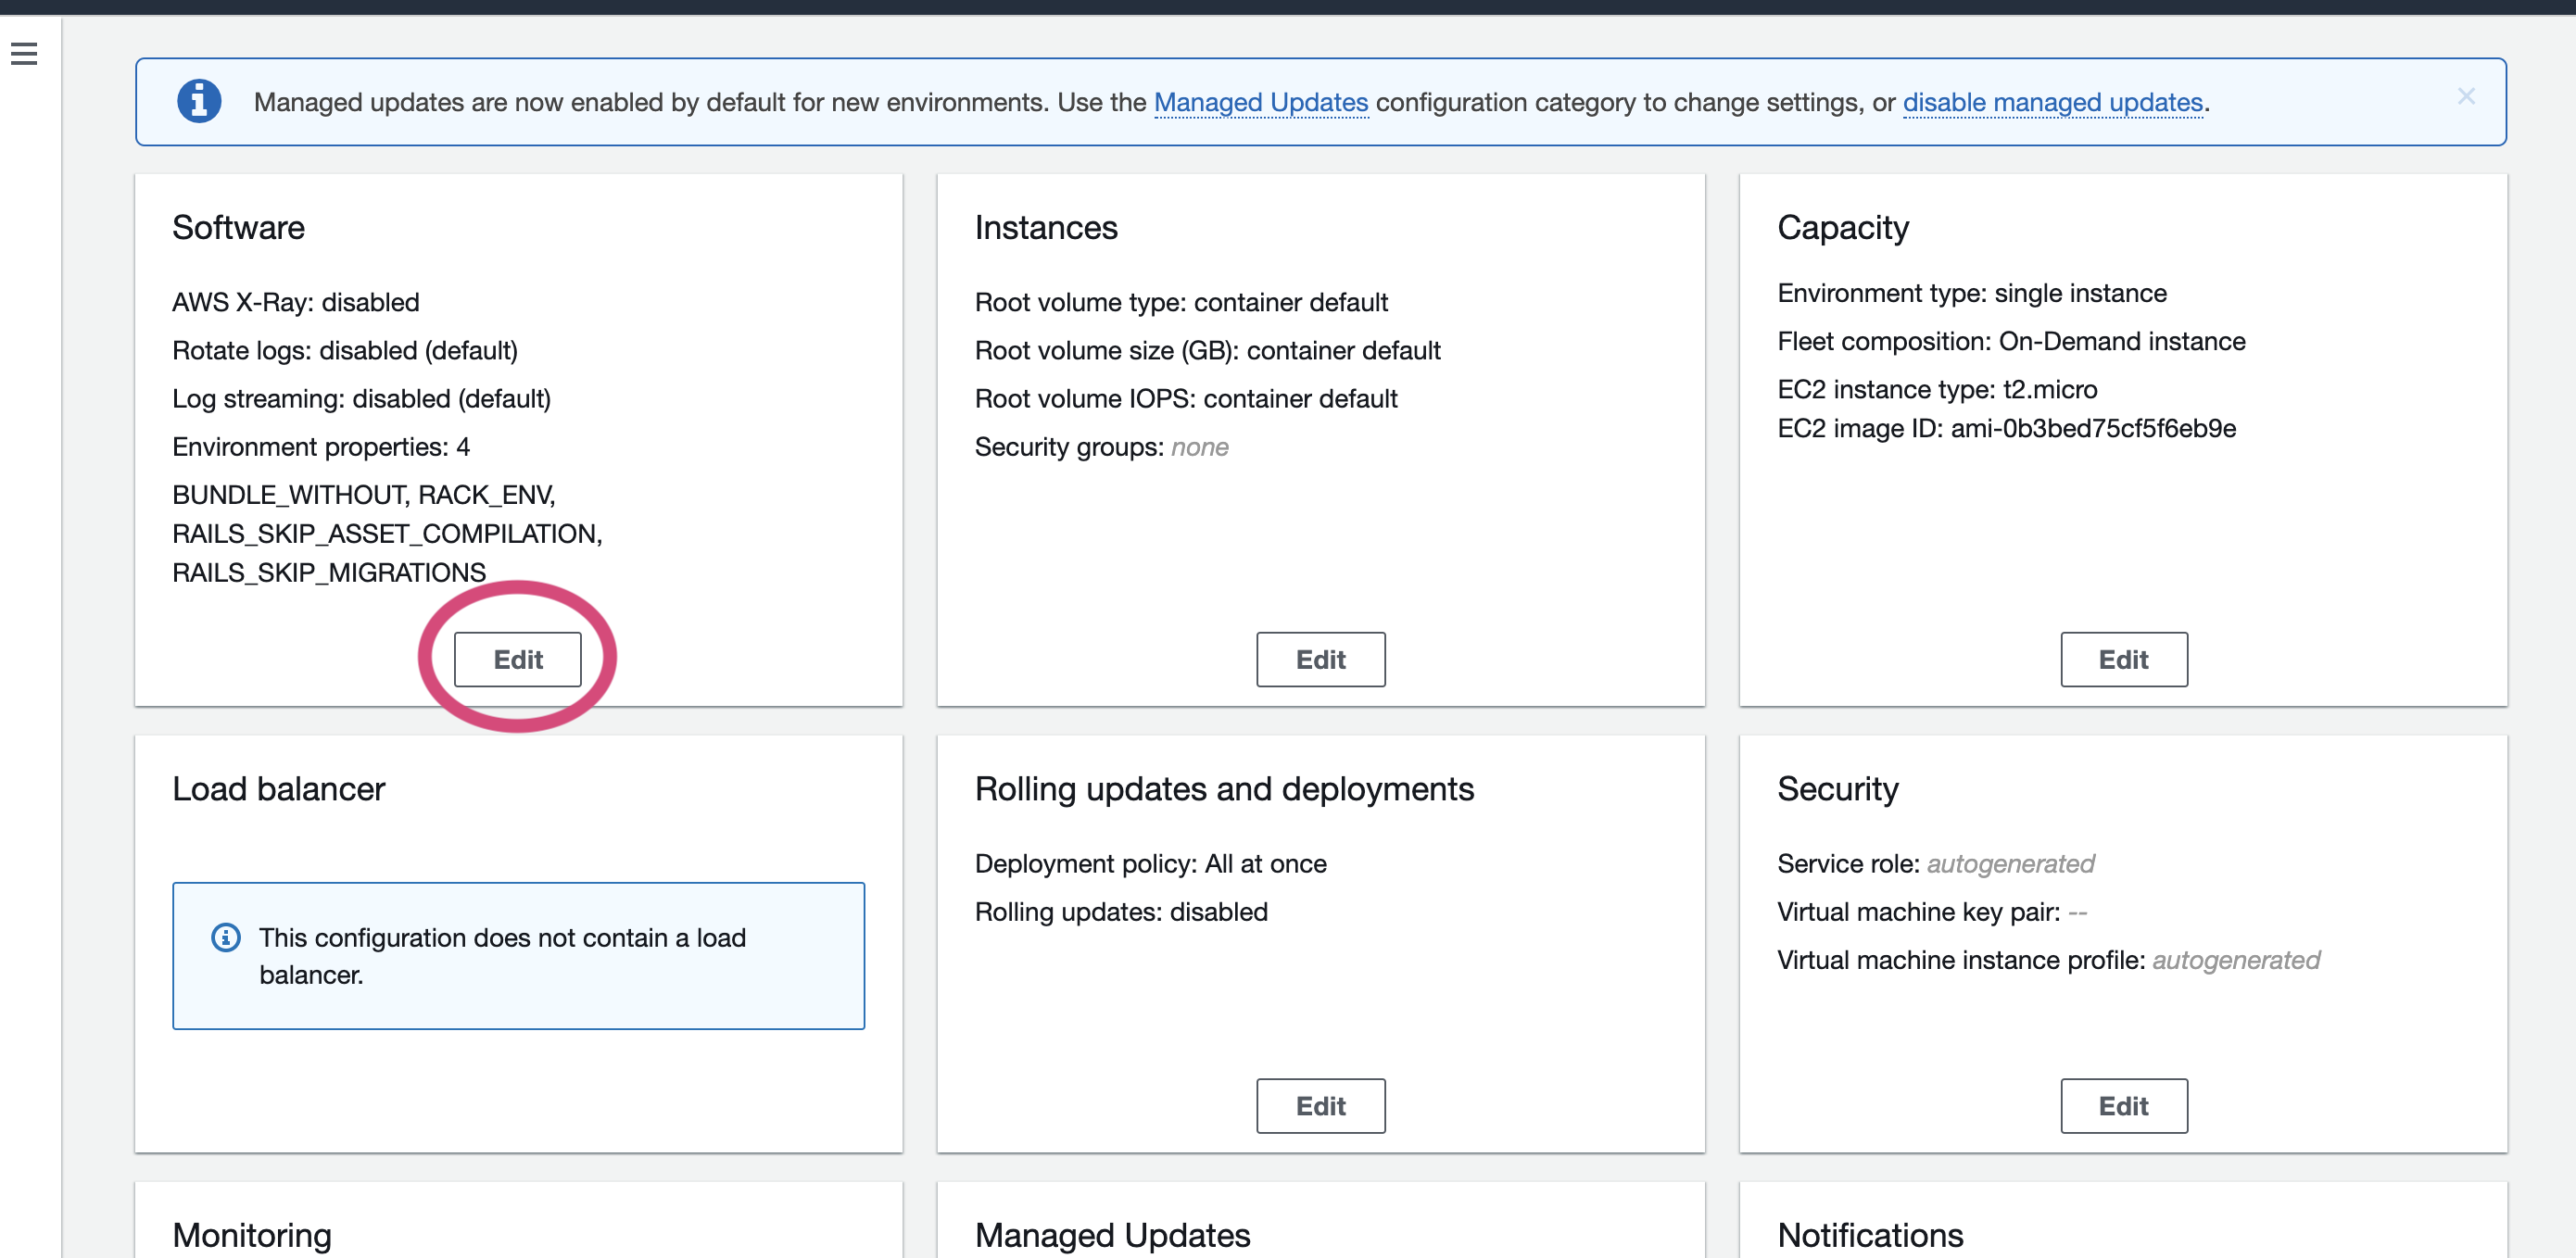 Managed updates are now enabled by default for new environments. Use the Managed Updates configuration category to change settings, or disable managed updates.
Software
AWS X-Ray: disabled
Rotate logs: disabled (default)
Log streaming: disabled (default)
Environment properties: 4
BUNDLE_WITHOUT, RACK_ENV,
RAILS_SKIP_ASSET_COMPILATION,
RAILS_SKIP_MIGRATIONS
Edit
Instances
Root volume type: container default
Root volume size (GB): container default
Root volume IOPS: container default
Security groups: none
Edit
Capacity
Environment type: single instance
Fleet composition: On-Demand instance
EC2 instance type: t2.micro
EC2 image ID: ami-0b3bed75cf5f6eb9e
Edit
Load balancer
This configuration does not contain a load
balancer.
Rolling updates and deployments
Deployment policy: All at once
Rolling updates: disabled
Edit
Security
Service role: autogenerated
Virtual machine key pair: --
Virtual machine instance profile: autogenerated
Edit
Monitoring
Managed Updates
Notifications